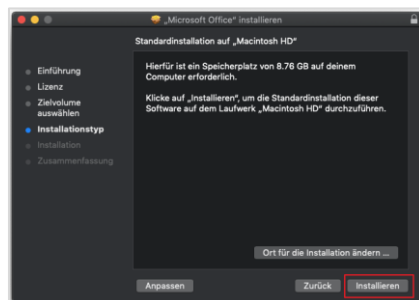 „Microsoft Office“ installieren
Standardinstallation auf „Macintosh HD“
Einführung
Lizenz
Zielvolume
auswählen
Installationstyp
Installation
Zusammenfassung
Hierfür ist ein Speicherplatz von 8.76 GB auf deinem
Computer erforderlich.
Klicke auf „Installieren“, um die Standardinstallation dieser
Software auf dem Laufwerk „Macintosh HD“ durchzuführen.
Ort für die Installation ändern ...
Anpassen
Zurück
Installieren